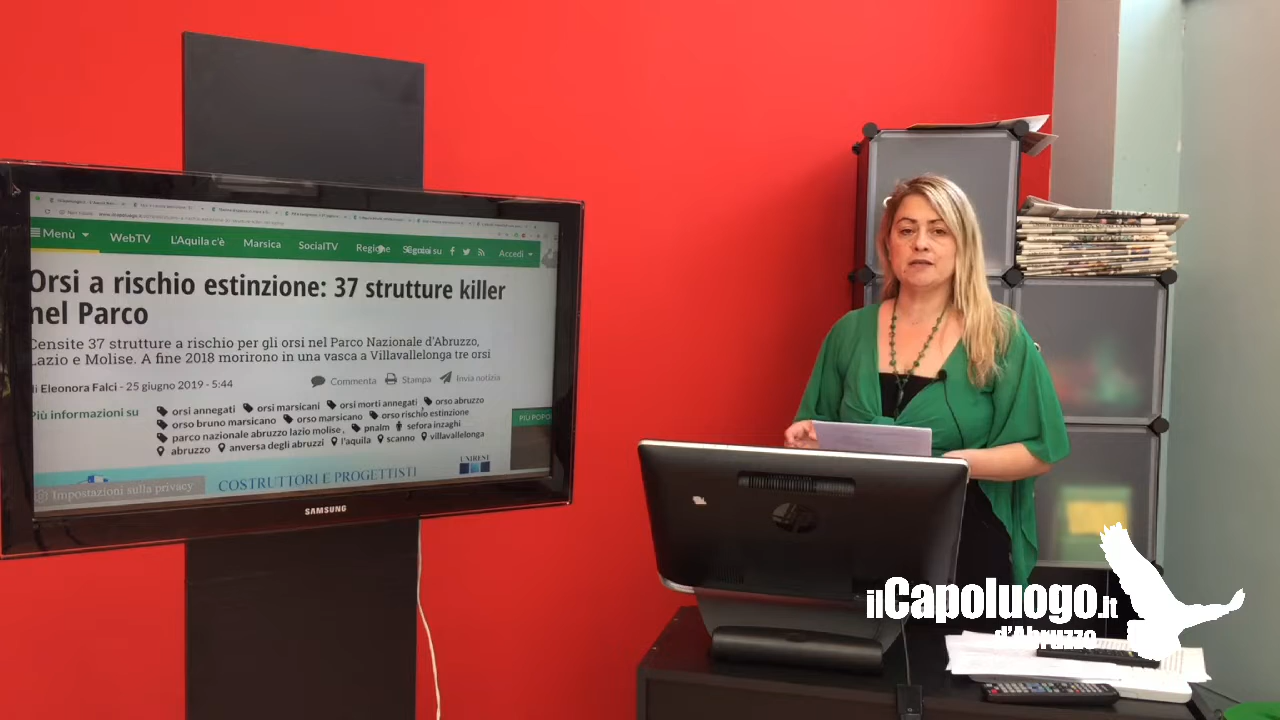 Menù WebTV L'Aquila c'è Marsica SocialTV Regione su Accedi
Orsi a rischio estinzione: 37 strutture killer
nel Parco
Censite 37 strutture a rischio per gli orsi nel Parco Nazionale d'Abruzzo,
Lazio e Molise. A fine 2018 morirono in una vasca a Villavallelonga tre orsi
di Eleonora Falci - 25 giugno 2019 - 5:44
Commenta Stampa Invia notizia
Più informazioni su
orsi annegati orsi marsicani orsi morti annegati orso abruzzo
orso bruno marsicano orso marsicano orso rischio estinzione
parco nazionale abruzzo lazio molise, pnalm sefora inzaghi
abruzzo anversa degli abruzzi l'aquila scanno villavallelonga
PIÙ POPO
COSTRUTTORI E PROGETTISTI
Impostazioni sulla privacy
SAMSUNG
hp
ilCapoluogo.it
d'Abruzzo